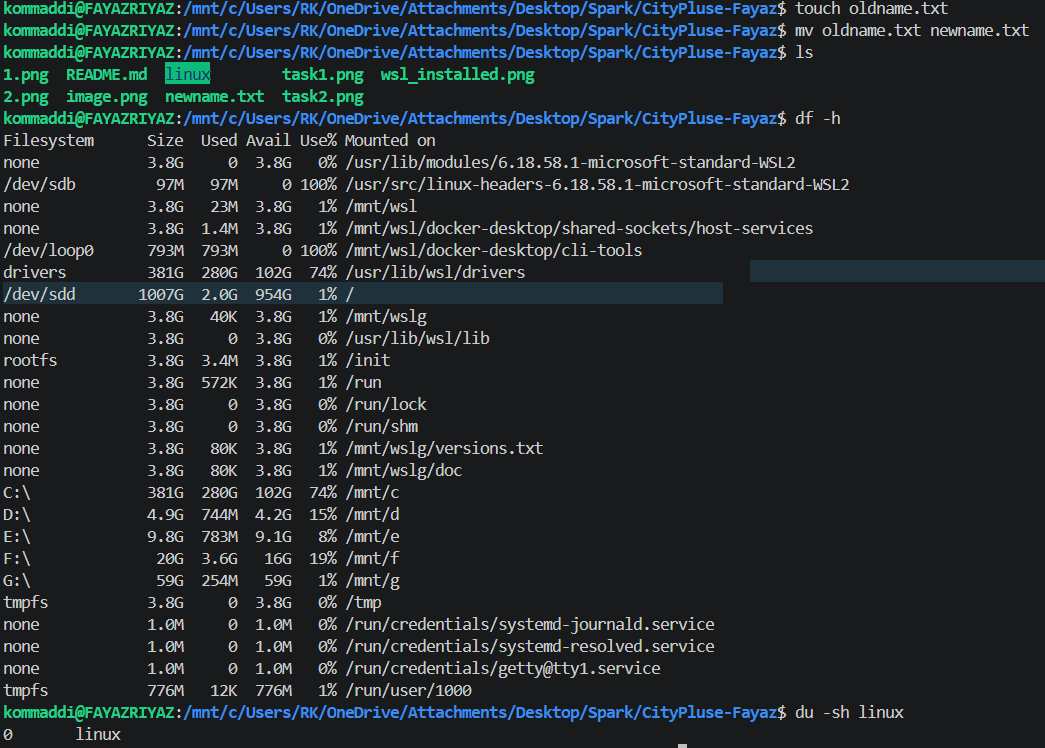 kommaddi@FAYAZRIYAZ:/mnt/c/Users/RK/OneDrive/Attachments/Desktop/Spark/CityPluse-Fayaz$ touch oldname.txt
kommaddi@FAYAZRIYAZ:/mnt/c/Users/RK/OneDrive/Attachments/Desktop/Spark/CityPluse-Fayaz$ mv oldname.txt newname.txt
kommaddi@FAYAZRIYAZ:/mnt/c/Users/RK/OneDrive/Attachments/Desktop/Spark/CityPluse-Fayaz$ ls
1.png  README.md  linux        task1.png  wsl_installed.png
2.png  image.png  newname.txt  task2.png
kommaddi@FAYAZRIYAZ:/mnt/c/Users/RK/OneDrive/Attachments/Desktop/Spark/CityPluse-Fayaz$ df -h
Filesystem      Size  Used Avail Use% Mounted on
none            3.8G     0  3.8G   0% /usr/lib/modules/6.18.58.1-microsoft-standard-WSL2
/dev/sdb         97M   97M     0 100% /usr/src/linux-headers-6.18.58.1-microsoft-standard-WSL2
none            3.8G   23M  3.8G   1% /mnt/wsl
none            3.8G  1.4M  3.8G   1% /mnt/wsl/docker-desktop/shared-sockets/host-services
/dev/loop0      793M  793M     0 100% /mnt/wsl/docker-desktop/cli-tools
drivers         381G  280G  102G  74% /usr/lib/wsl/drivers
/dev/sdd       1007G  2.0G  954G   1% /
none            3.8G   40K  3.8G   1% /mnt/wslg
none            3.8G     0  3.8G   0% /usr/lib/wsl/lib
rootfs          3.8G  3.4M  3.8G   1% /init
none            3.8G  572K  3.8G   1% /run
none            3.8G     0  3.8G   0% /run/lock
none            3.8G     0  3.8G   0% /run/shm
none            3.8G   80K  3.8G   1% /mnt/wslg/versions.txt
none            3.8G   80K  3.8G   1% /mnt/wslg/doc
C:\             381G  280G  102G  74% /mnt/c
D:\             4.9G  744M  4.2G  15% /mnt/d
E:\             9.8G  783M  9.1G   8% /mnt/e
F:\              20G  3.6G   16G  19% /mnt/f
G:\              59G  254M   59G   1% /mnt/g
tmpfs           3.8G     0  3.8G   0% /tmp
none            1.0M     0  1.0M   0% /run/credentials/systemd-journald.service
none            1.0M     0  1.0M   0% /run/credentials/systemd-resolved.service
none            1.0M     0  1.0M   0% /run/credentials/getty@tty1.service
tmpfs           776M   12K  776M   1% /run/user/1000
kommaddi@FAYAZRIYAZ:/mnt/c/Users/RK/OneDrive/Attachments/Desktop/Spark/CityPluse-Fayaz$ du -sh linux
0       linux